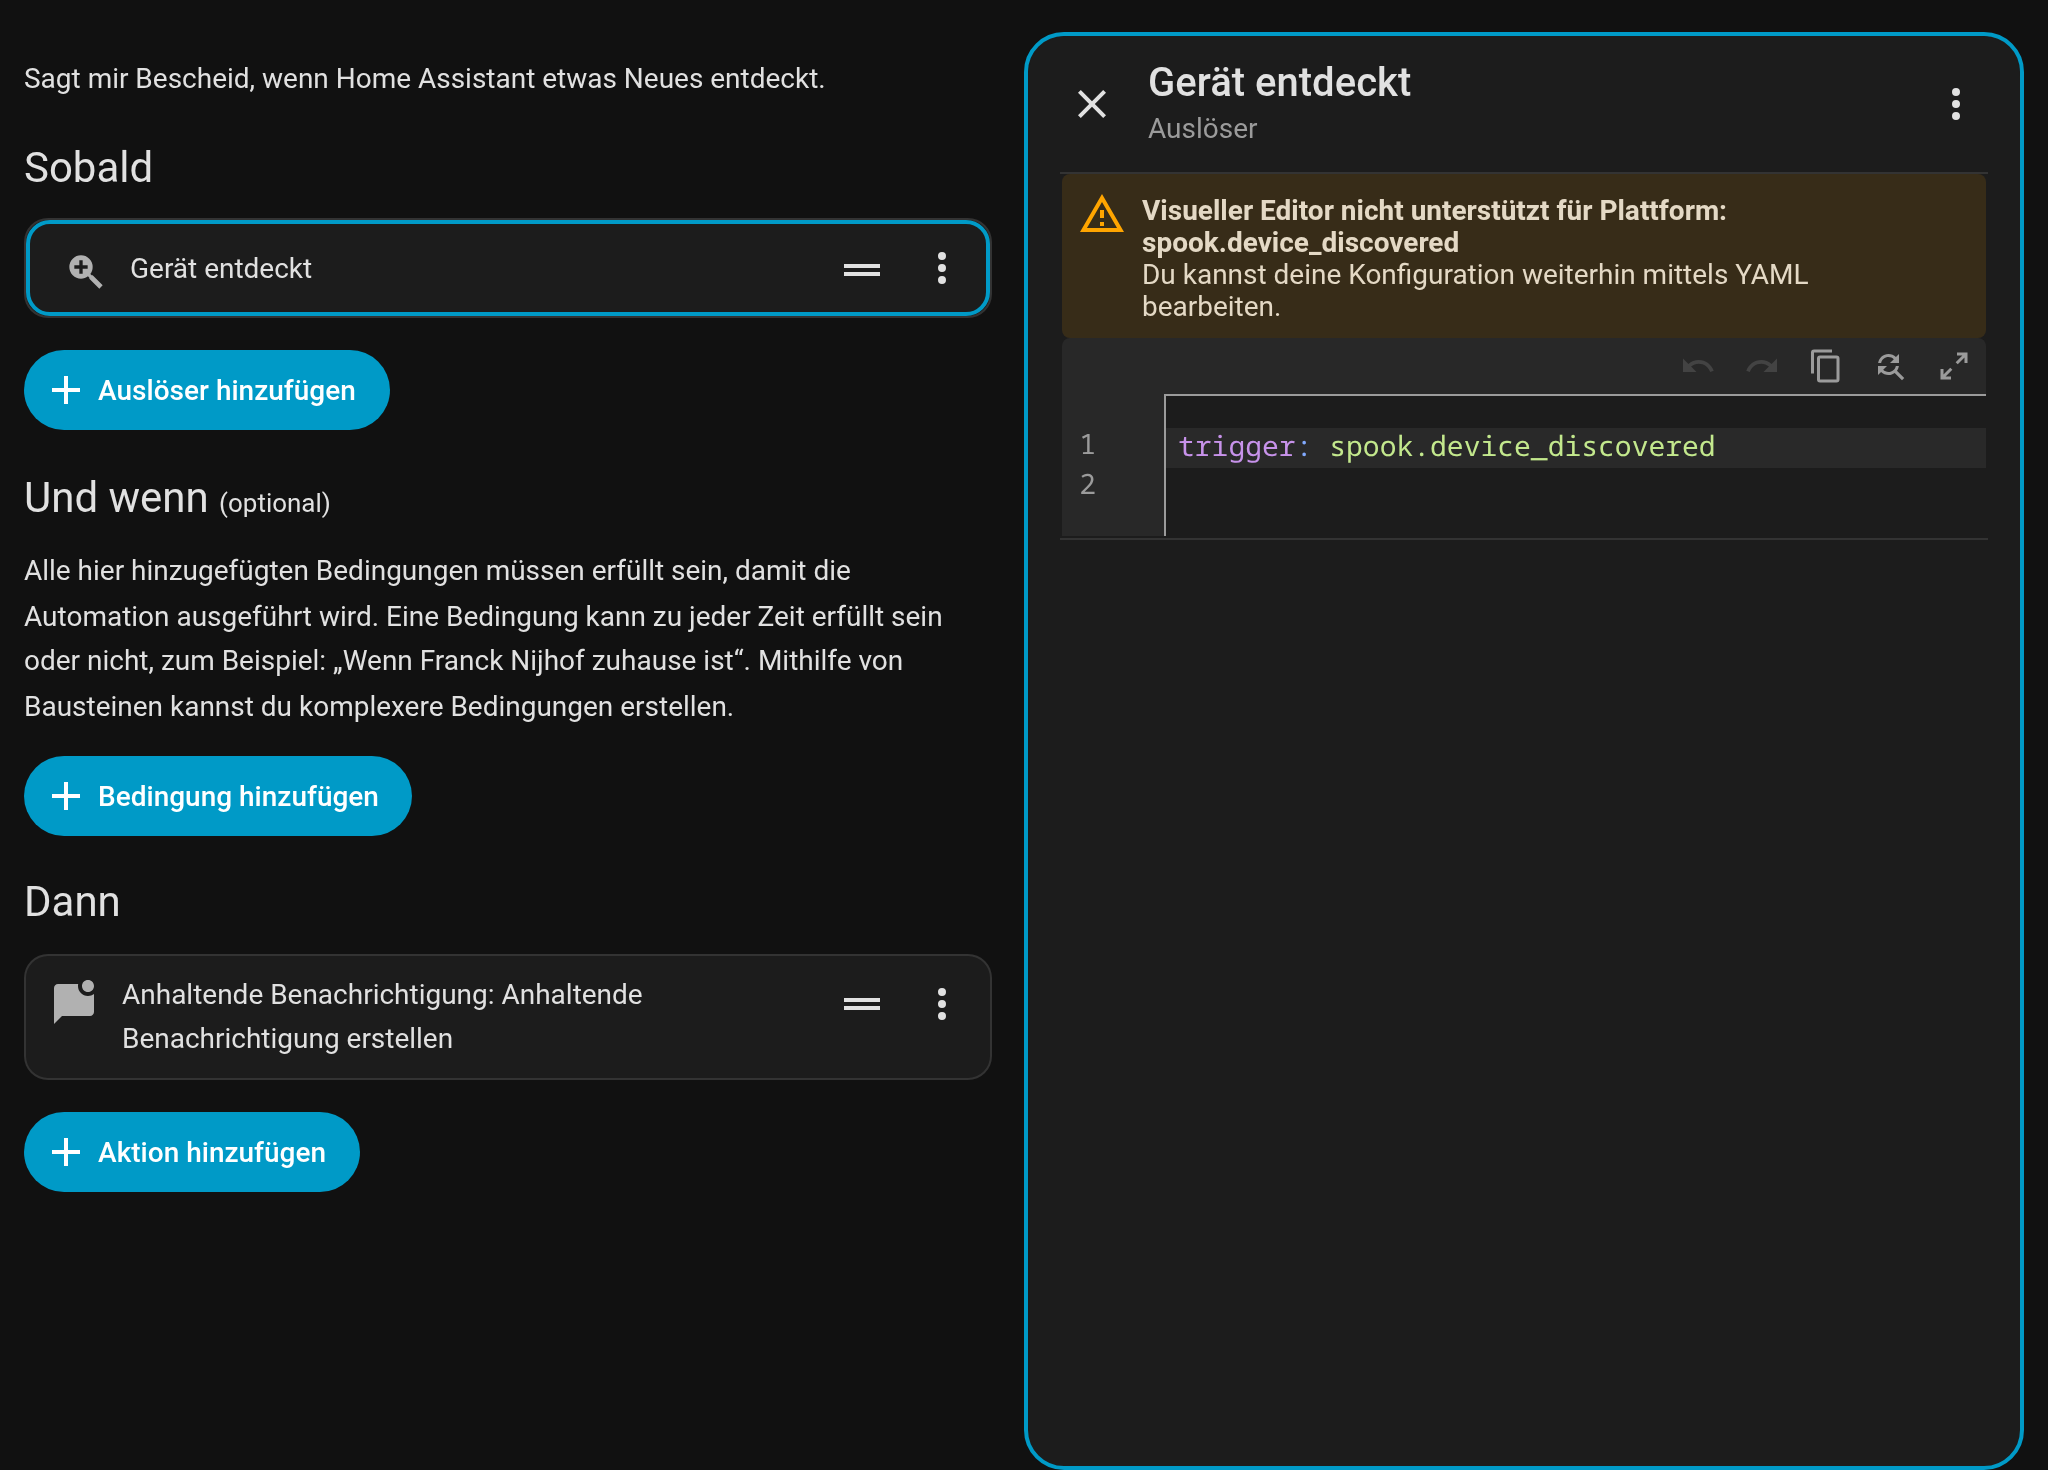 Sagt mir Bescheid, wenn Home Assistant etwas Neues entdeckt.
Sobald
Gerät entdeckt
Auslöser hinzufügen
Und wenn (optional)
Alle hier hinzugefügten Bedingungen müssen erfüllt sein, damit die
Automation ausgeführt wird. Eine Bedingung kann zu jeder Zeit erfüllt sein
oder nicht, zum Beispiel: „Wenn Franck Nijhof zuhause ist“. Mithilfe von
Bausteinen kannst du komplexere Bedingungen erstellen.
Bedingung hinzufügen
Dann
Anhaltende Benachrichtigung: Anhaltende
Benachrichtigung erstellen
Aktion hinzufügen
Gerät entdeckt
Auslöser
Visueller Editor nicht unterstützt für Plattform:
spook.device_discovered
Du kannst deine Konfiguration weiterhin mittels YAML
bearbeiten.
1 trigger: spook.device_discovered
2